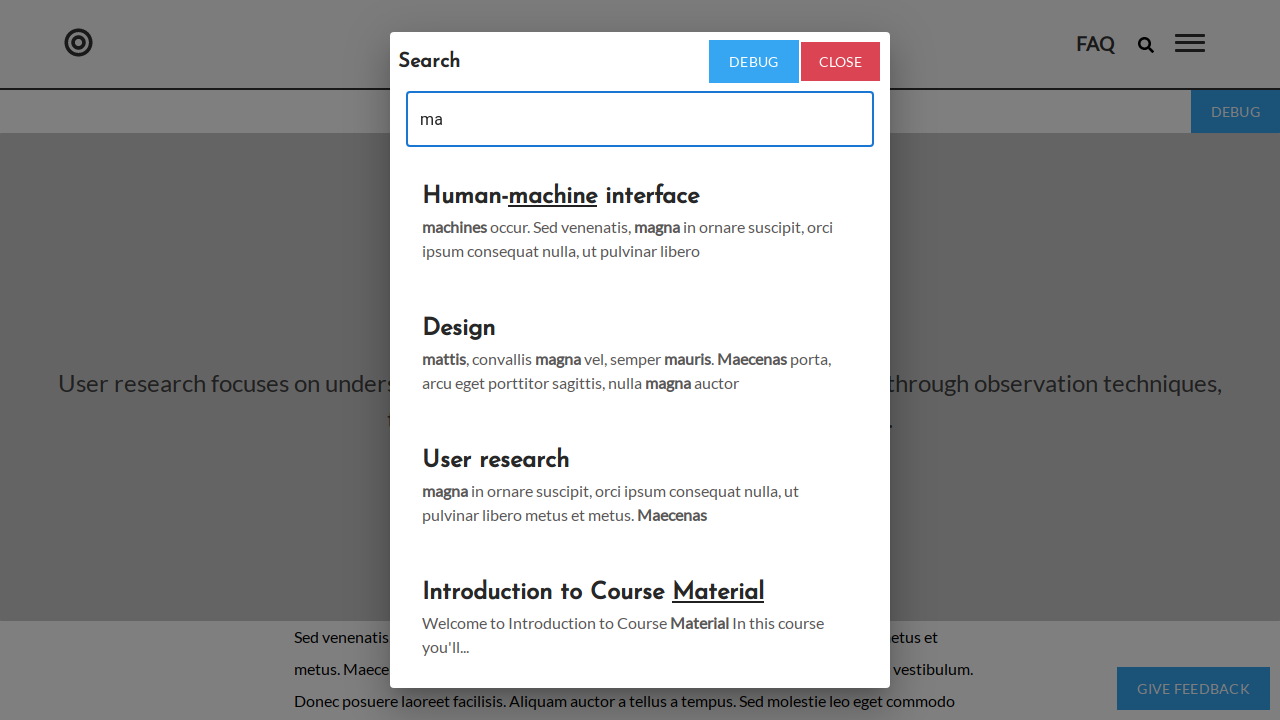 FAQ
Search
DEBUG
CLOSE
ma
DEBUG
Human-machine interface
machines occur. Sed venenatis, magna in ornare suscipit, orci
ipsum consequat nulla, ut pulvinar libero
Design
mattis, convallis magna vel, semper mauris. Maecenas porta,
arcu eget porttitor sagittis, nulla magna auctor
User research focuses on
through observation techniques,
User research
magna in ornare suscipit, orci ipsum consequat nulla, ut
pulvinar libero metus et metus. Maecenas
Introduction to Course Material
Welcome to Introduction to Course Material In this course
you'll...
Sed venenatis
etus et
metus.
vestibulum.
Donec posuere laoreet facilisis. Aliquam auctor a tellus a tempus. Sed molestie leo eget commodo
GIVE FEEDBACK